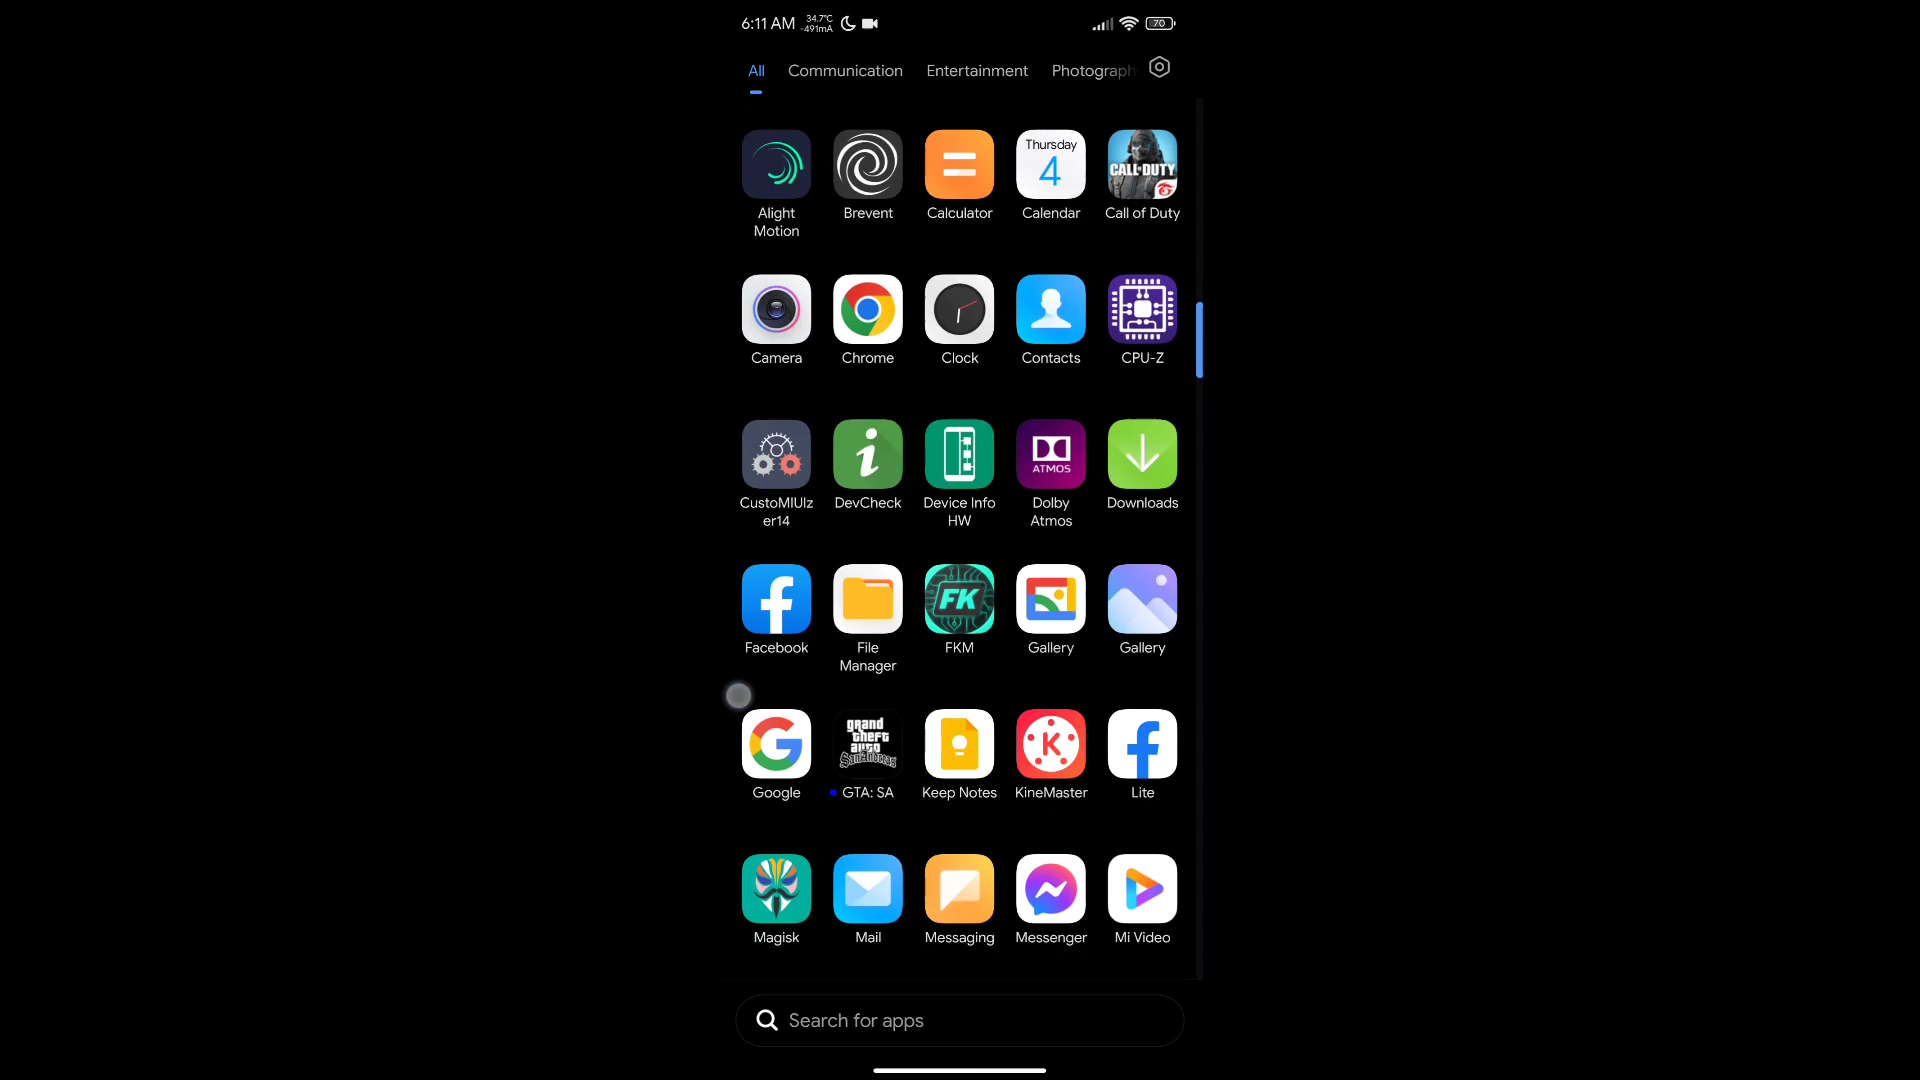 6:11 AM 34.7°C -491mA 70
All Communication Entertainment Photograph
Thursday
4
CALL OF DUTY
Alight Motion
Brevent
Calculator
Calendar
Call of Duty
Camera
Chrome
Clock
Contacts
CPU-Z
ATMOS
CustoMIUIzer14
DevCheck
Device Info HW
Dolby Atmos
Downloads
FK
Facebook
File Manager
FKM
Gallery
Gallery
grand
theft
auto
San Andreas
Google
GTA: SA
Keep Notes
KineMaster
Lite
Magisk
Mail
Messaging
Messenger
Mi Video
Search for apps